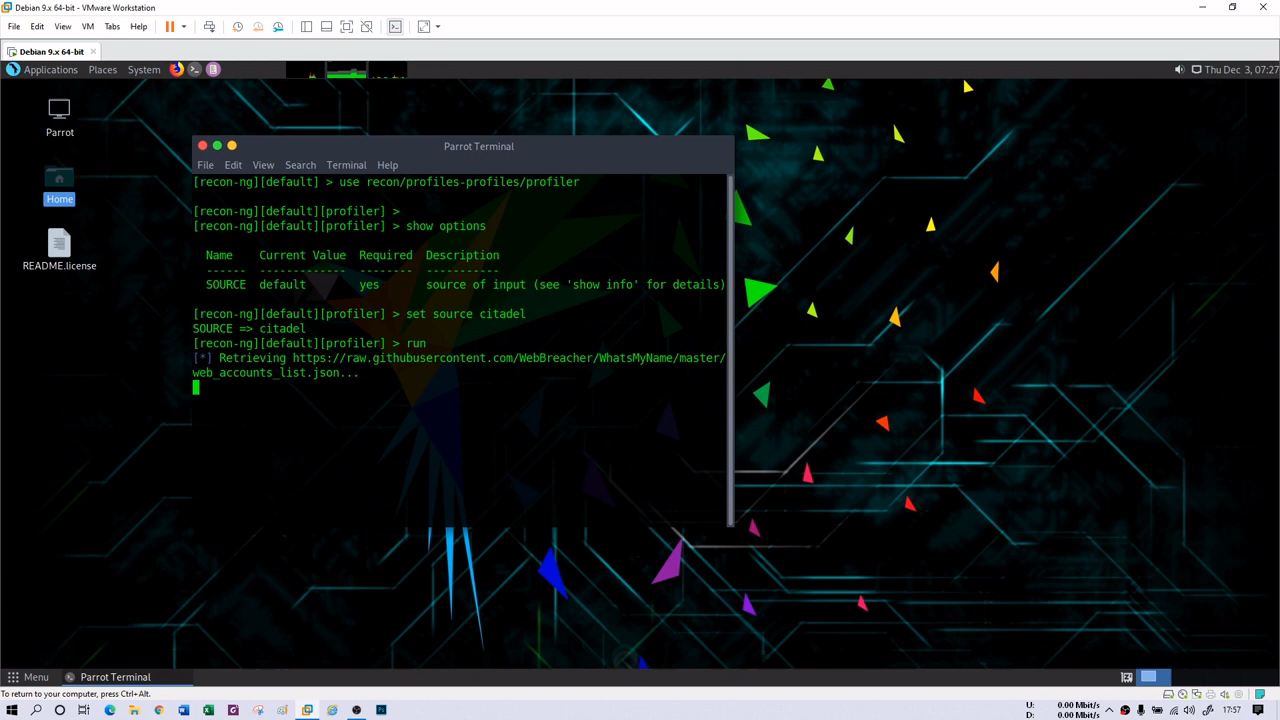 Debian 9.x 64-bit - VMware Workstation
File Edit View VM Tabs Help
Debian 9.x 64-bit
Applications Places System
Thu Dec 3, 07:27
Parrot
Home
README.license
Parrot Terminal
File Edit View Search Terminal Help
[recon-ng][default] > use recon/profiles-profiles/profiler
[recon-ng][default][profiler] >
[recon-ng][default][profiler] > show options
Name Current Value Required Description
------ ------------- -------- -----------
SOURCE default yes source of input (see 'show info' for details)
[recon-ng][default][profiler] > set source citadel
SOURCE => citadel
[recon-ng][default][profiler] > run
[*] Retrieving https://raw.githubusercontent.com/WebBreacher/WhatsMyName/master/
web_accounts_list.json...
Menu Parrot Terminal
To return to your computer, press Ctrl+Alt.
U: 0.00 Mbit/s
D: 0.00 Mbit/s
17:57